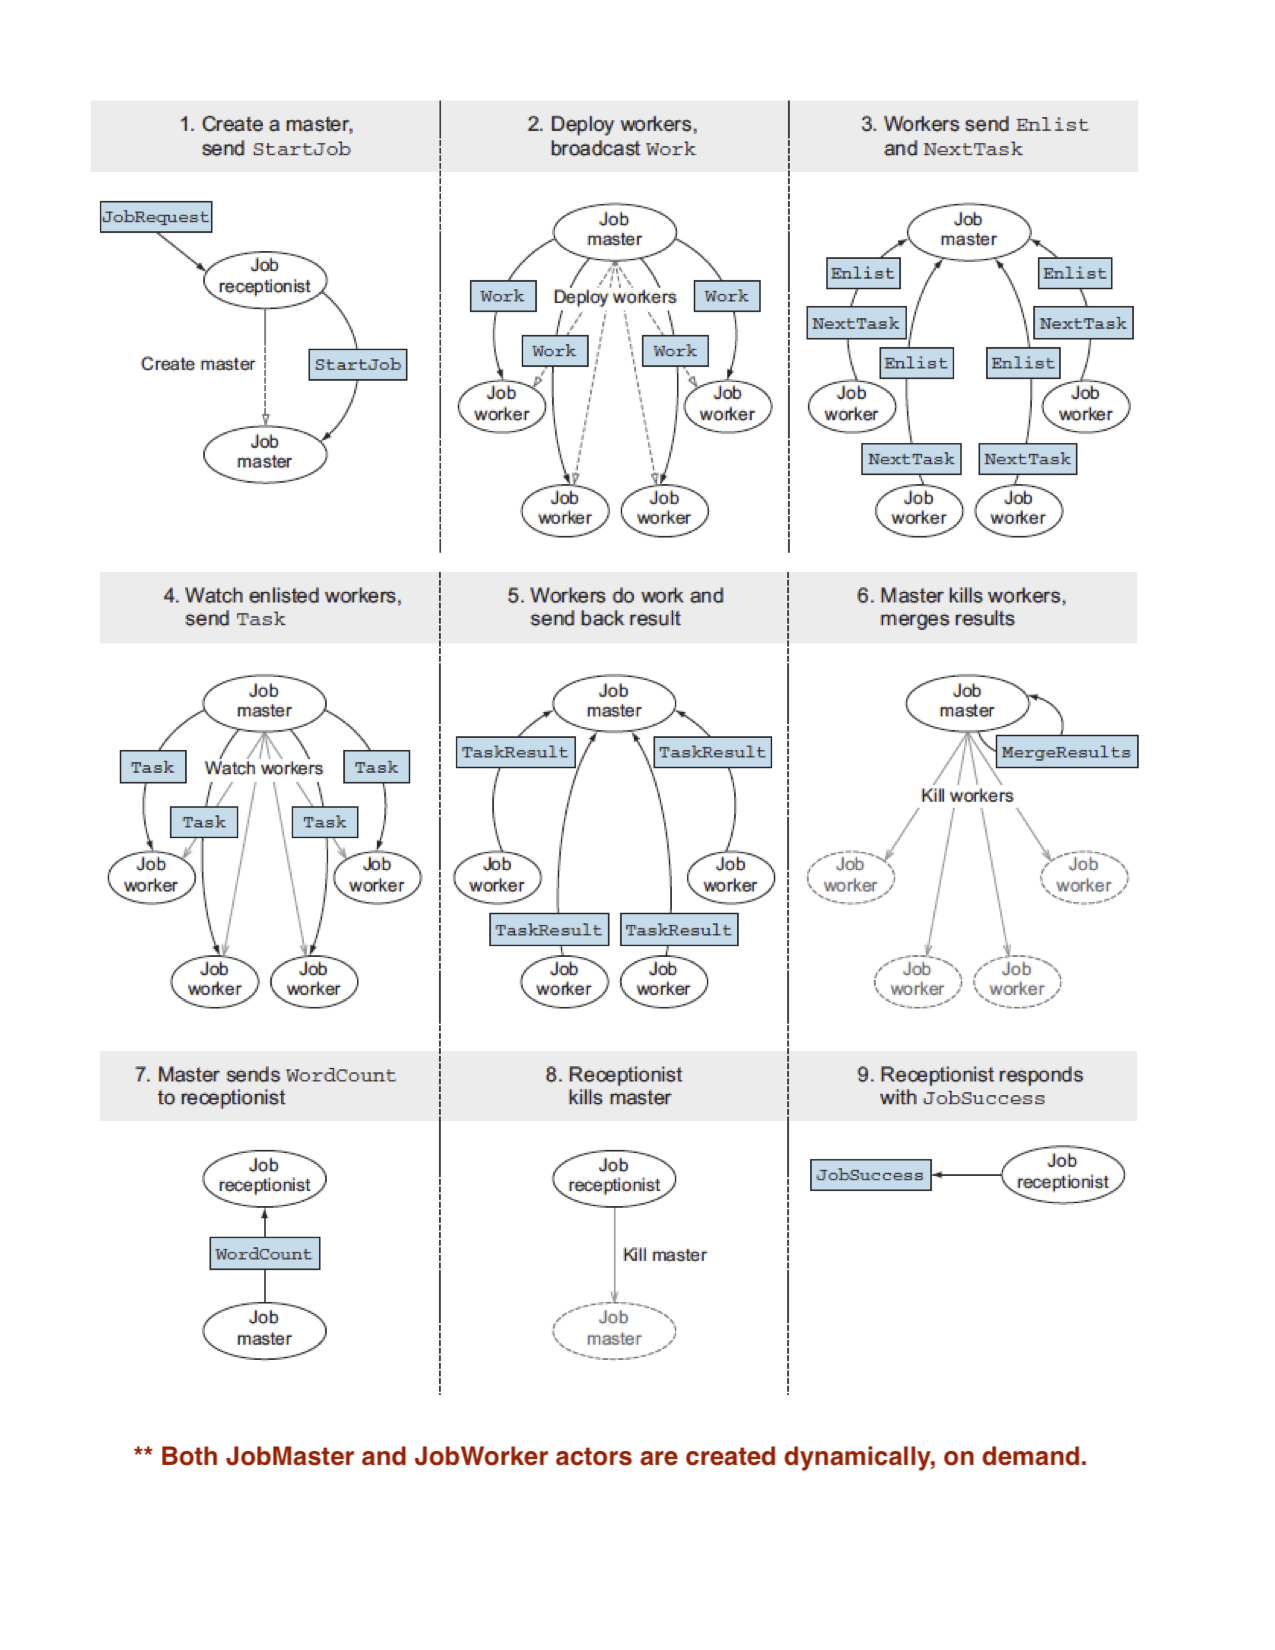 1. Create a master,
send StartJob
2. Deploy workers,
broadcast Work
3. Workers send Enlist
and NextTask
JobRequest
Job
receptionist
Create master
StartJob
Job
master
Job
master
Work
Deploy workers
Work
Work
Work
Job
worker
Job
worker
Job
worker
Job
worker
Job
master
Enlist
Enlist
NextTask
NextTask
Enlist
Enlist
Job
worker
Job
worker
NextTask
NextTask
Job
worker
Job
worker
4. Watch enlisted workers,
send Task
5. Workers do work and
send back result
6. Master kills workers,
merges results
Job
master
Task
Watch workers
Task
Task
Task
Job
worker
Job
worker
Job
worker
Job
worker
Job
master
TaskResult
TaskResult
Job
worker
Job
worker
TaskResult
TaskResult
Job
worker
Job
worker
Job
master
MergeResults
Kill workers
Job
worker
Job
worker
Job
worker
Job
worker
7. Master sends WordCount
to receptionist
8. Receptionist
kills master
9. Receptionist responds
with JobSuccess
Job
receptionist
WordCount
Job
master
Job
receptionist
Kill master
Job
master
JobSuccess
Job
receptionist
** Both JobMaster and JobWorker actors are created dynamically, on demand.